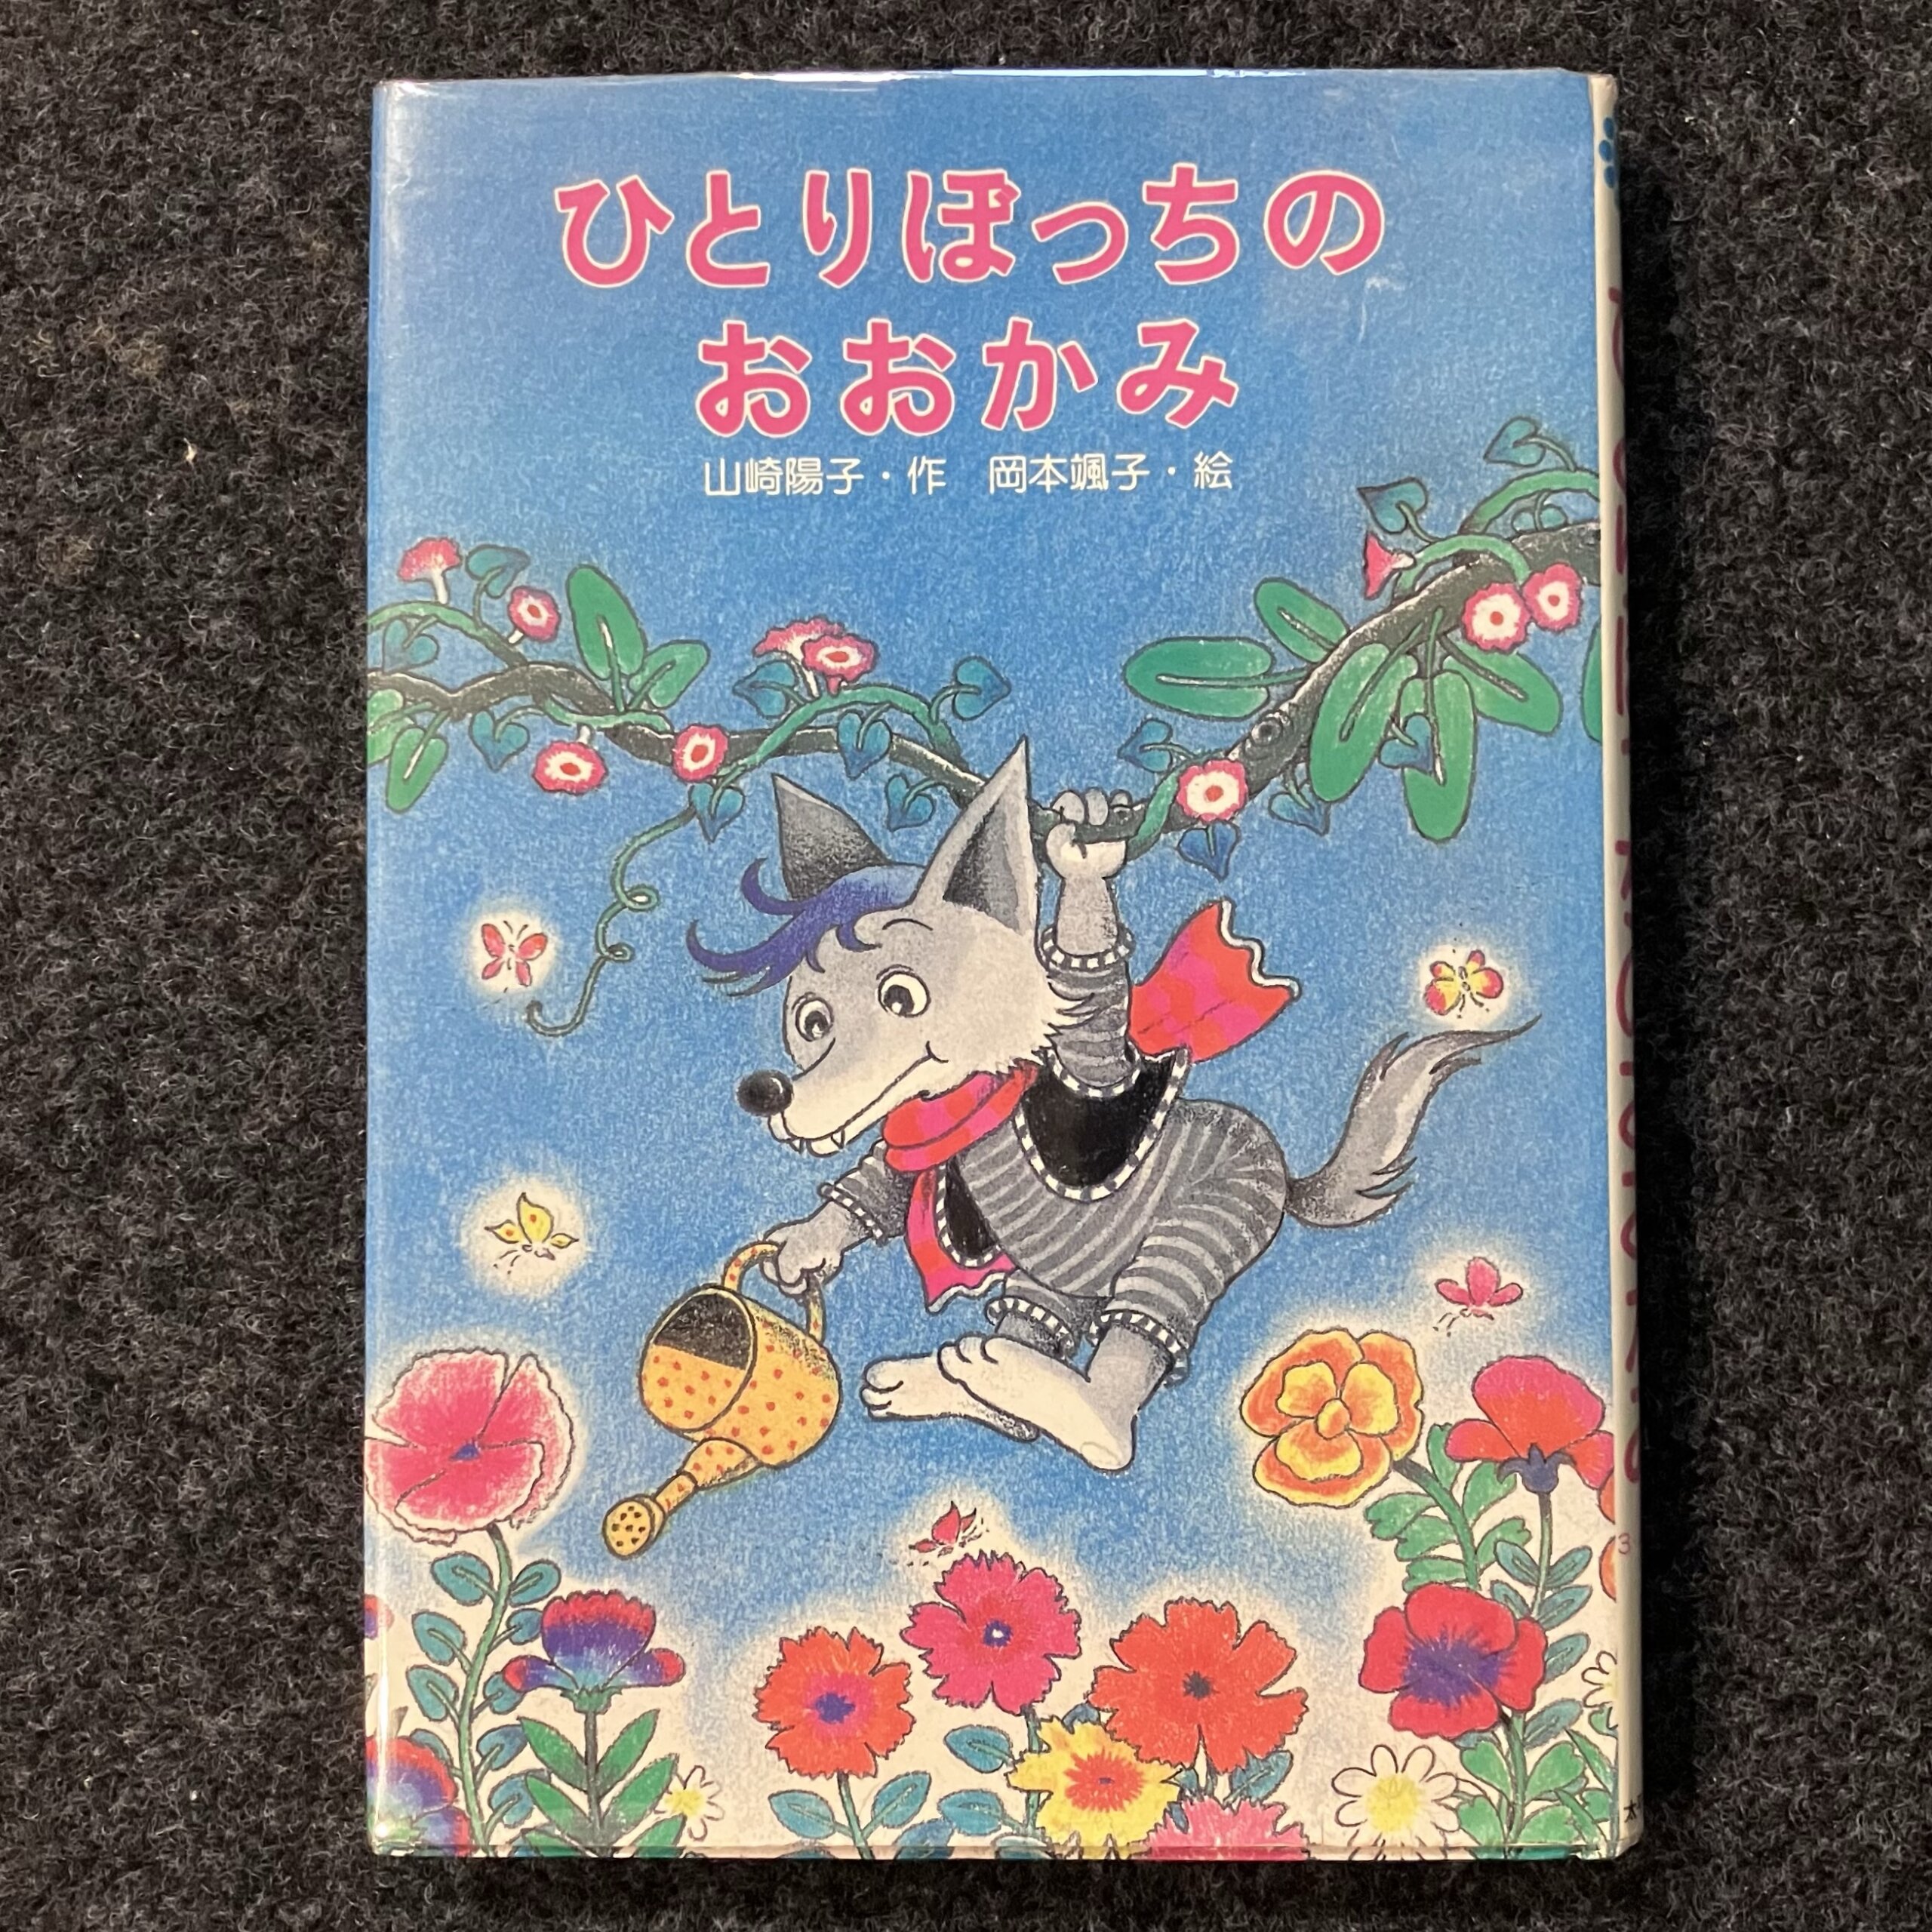 ひとりぼっちの
おおかみ
山崎陽子・作　岡本颯子・絵
3